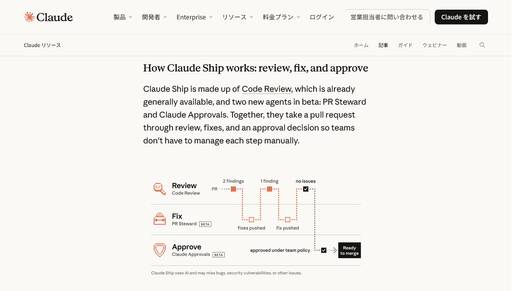 Claude
製品
開発者
Enterprise
リソース
料金プラン
ログイン
営業担当者に問い合わせる
Claude を試す
Claude リソース
ホーム
記事
ガイド
ウェビナー
動画
How Claude Ship works: review, fix, and approve
Claude Ship is made up of Code Review, which is already
generally available, and two new agents in beta: PR Steward
and Claude Approvals. Together, they take a pull request
through review, fixes, and an approval decision so teams
don't have to manage each step manually.
2 findings
1 finding
no issues
Review
Code Review
PR
Fix
PR Steward
BETA
fixes pushed
fix pushed
Approve
Claude Approvals
BETA
approved under team policy
Ready
to merge
Claude Ship uses AI and may miss bugs, security vulnerabilities, or other issues.